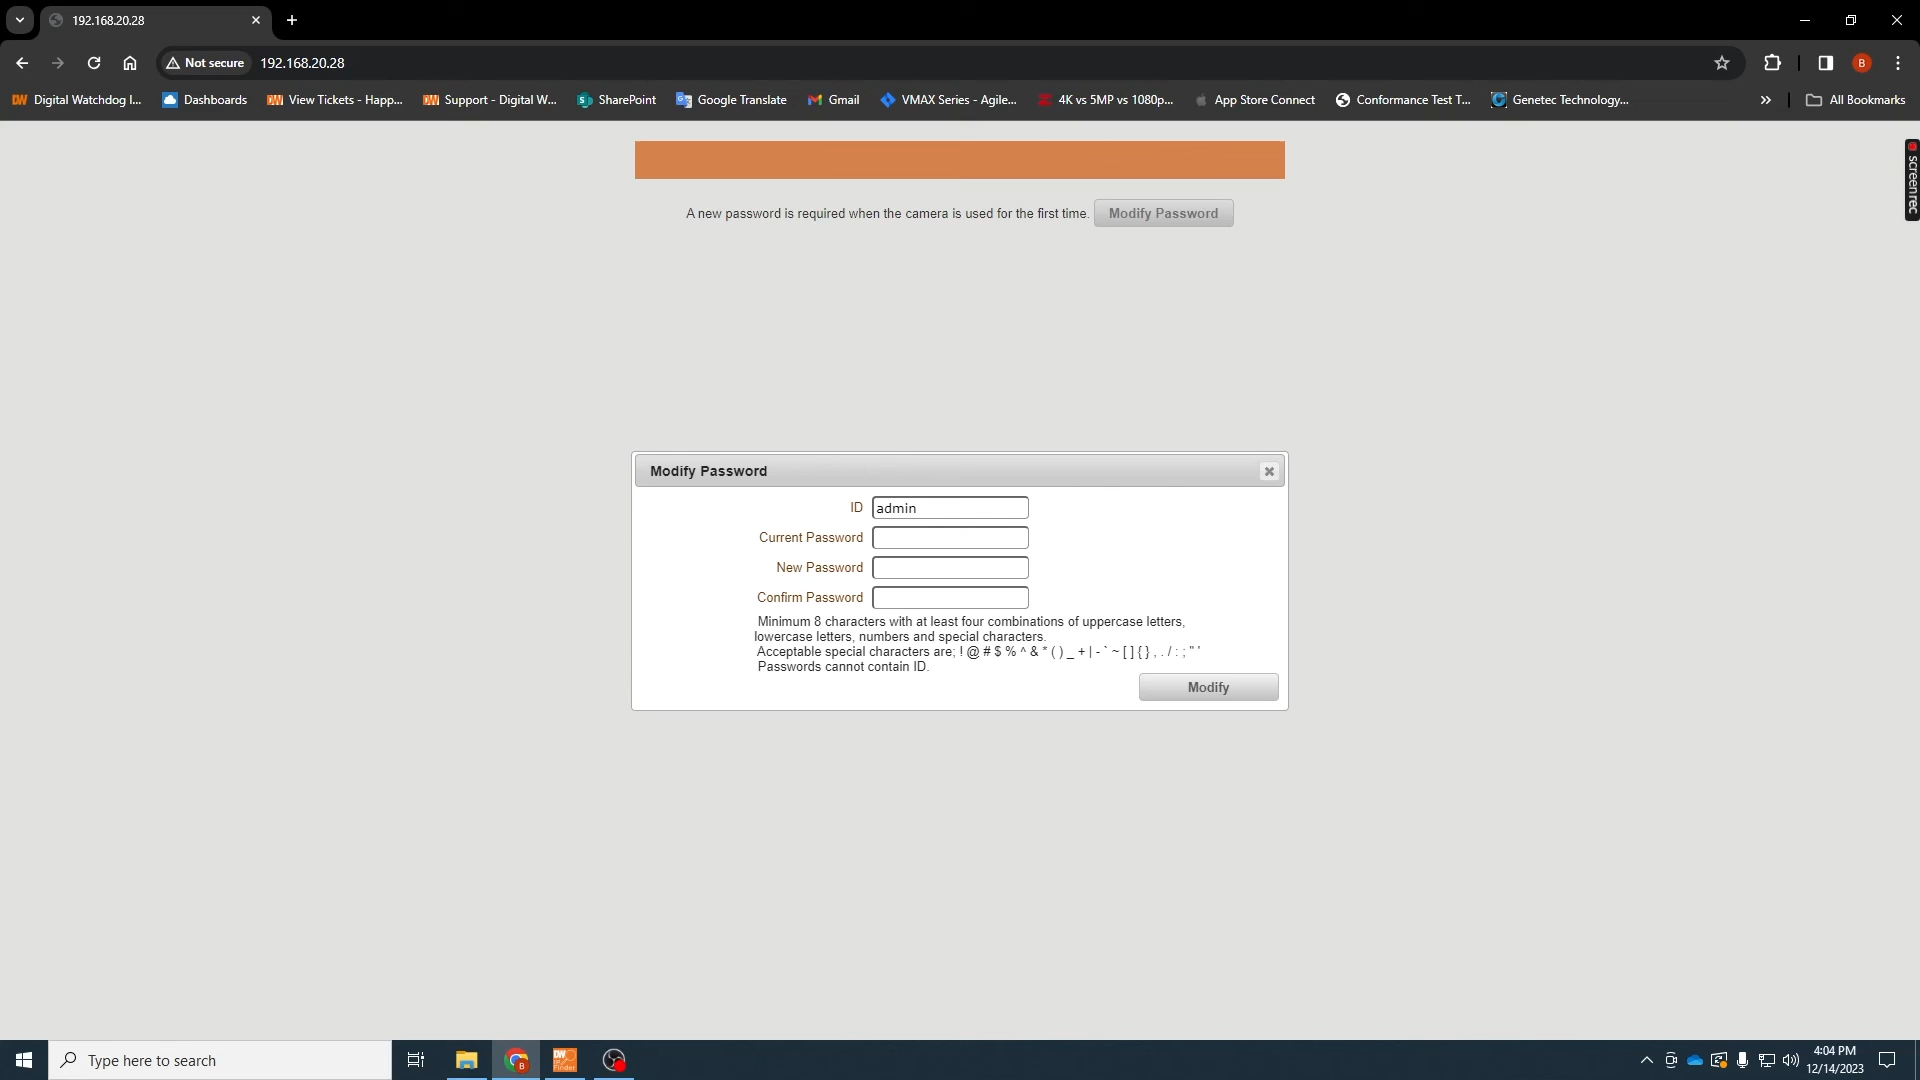 192.168.20.28
Not secure
192.168.20.28
B
DW Digital Watchdog I...
Dashboards
DW View Tickets - Happ...
DW Support - Digital W...
SharePoint
Google Translate
Gmail
VMAX Series - Agile...
4K vs 5MP vs 1080p...
App Store Connect
Conformance Test T...
Genetec Technology...
All Bookmarks
screenrec
A new password is required when the camera is used for the first time.
Modify Password
Modify Password
ID
admin
Current Password
New Password
Confirm Password
Minimum 8 characters with at least four combinations of uppercase letters,
lowercase letters, numbers and special characters.
Acceptable special characters are; ! @ # $ % ^ & * ( ) _ + | - ` ~ [ ] { } , . / : ; " '
Passwords cannot contain ID.
Modify
Type here to search
4:04 PM
12/14/2023